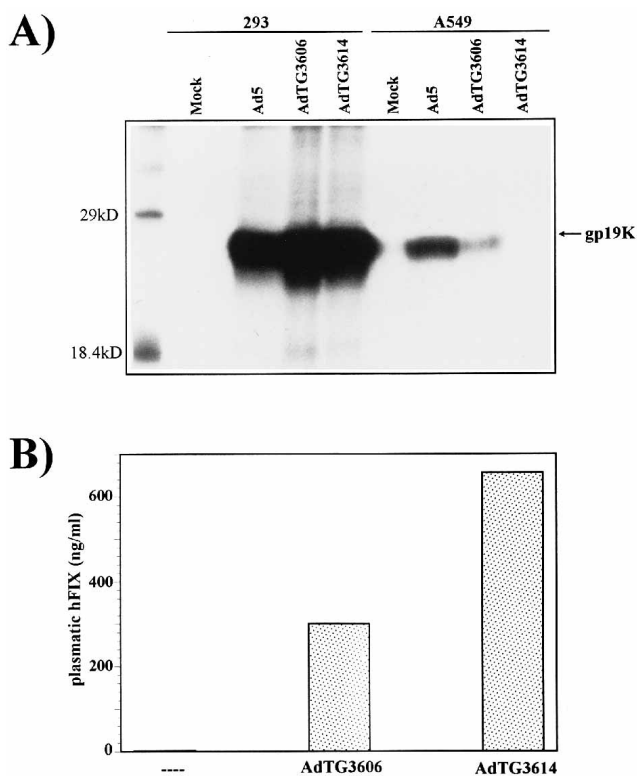 A)
293
A549
Mock
Ad5
AdTG3606
AdTG3614
Mock
Ad5
AdTG3606
AdTG3614
29kD
gp19K
18.4kD
B)
plasmatic hFIX (ng/ml)
600
400
200
0
----
AdTG3606
AdTG3614